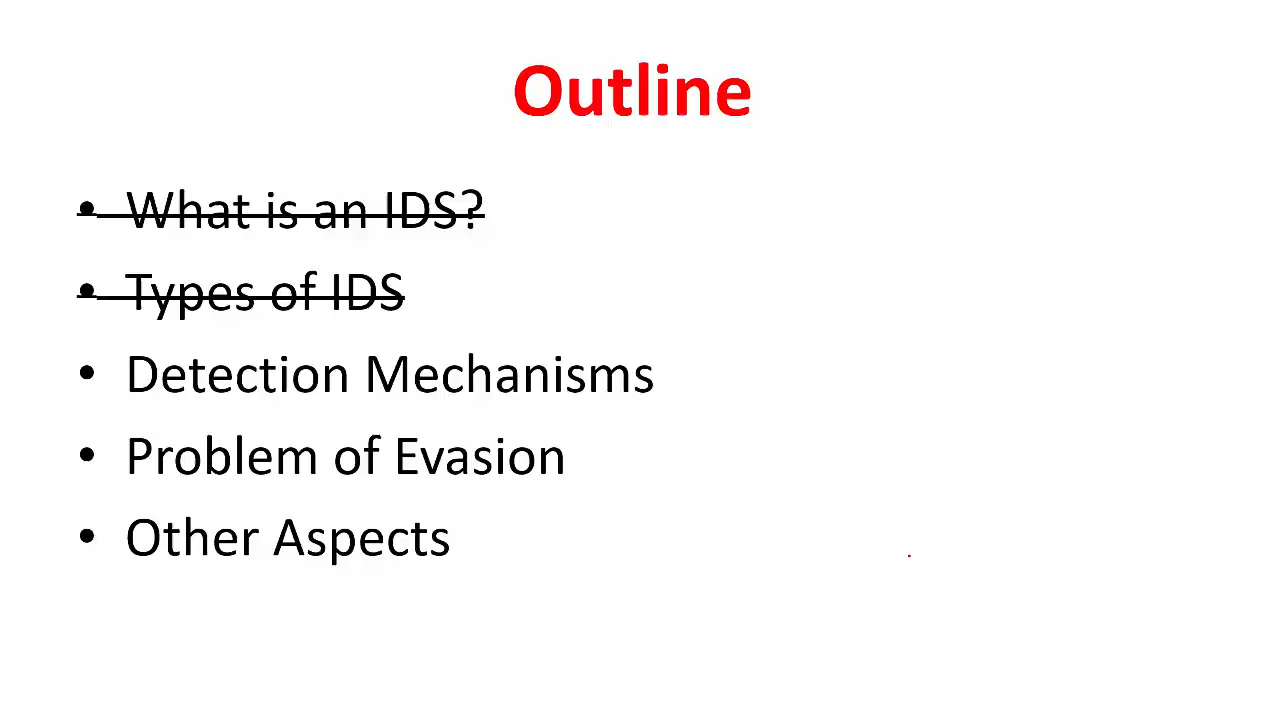 Outline
• What is an IDS?
• Types of IDS
• Detection Mechanisms
• Problem of Evasion
• Other Aspects